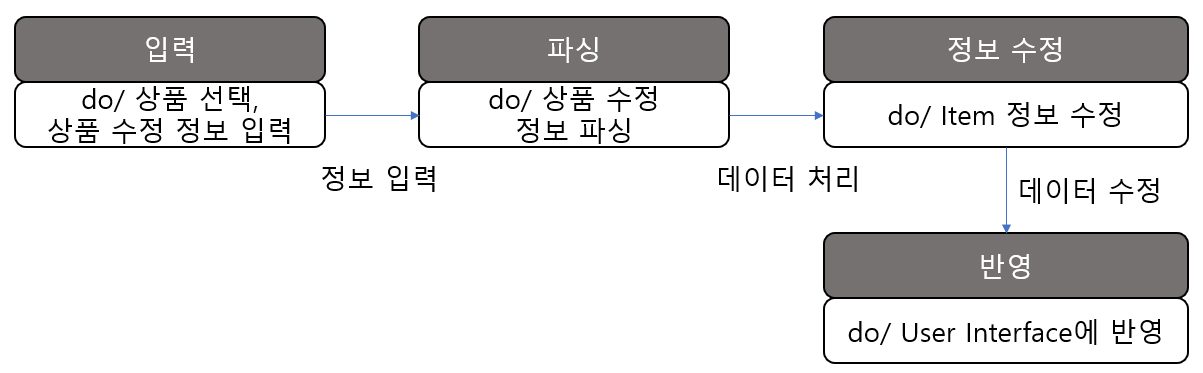 입력
do/ 상품 선택,
상품 수정 정보 입력
정보 입력
파싱
do/ 상품 수정
정보 파싱
데이터 처리
정보 수정
do/ Item 정보 수정
데이터 수정
반영
do/ User Interface에 반영